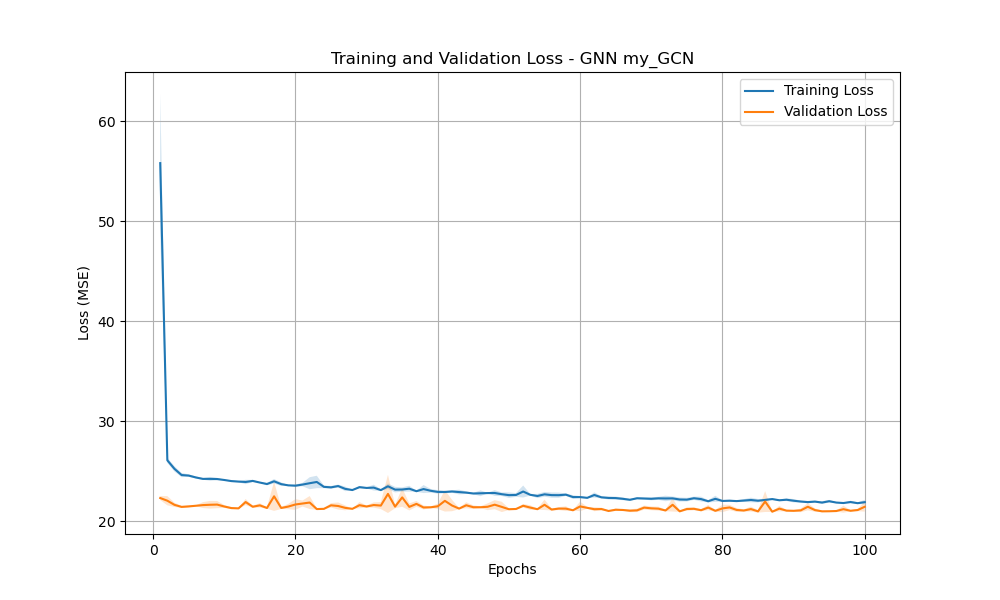 Training and Validation Loss - GNN my_GCN
Training Loss
Validation Loss
60
50
40
30
20
Loss (MSE)
0
20
40
60
80
100
Epochs